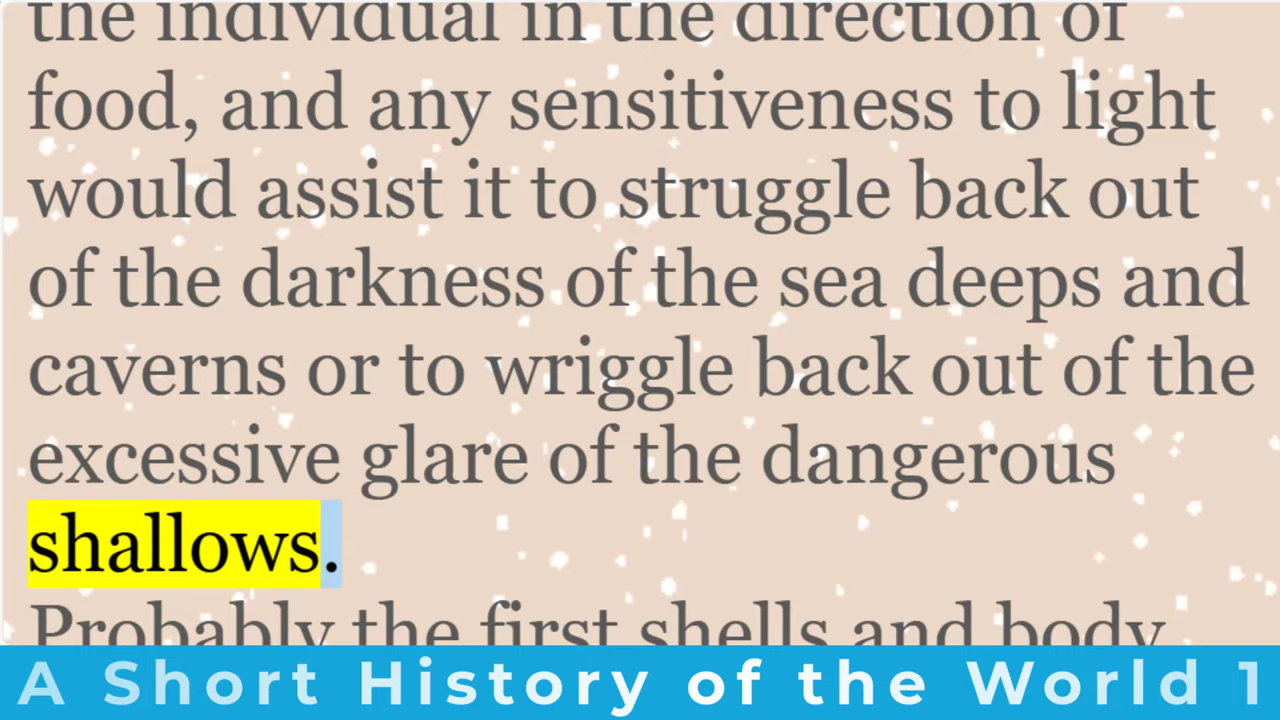 the individual in the direction of
food, and any sensitiveness to light
would assist it to struggle back out
of the darkness of the sea deeps and
caverns or to wriggle back out of the
excessive glare of the dangerous
shallows.
Probably the first shells and body
A Short History of the World 1